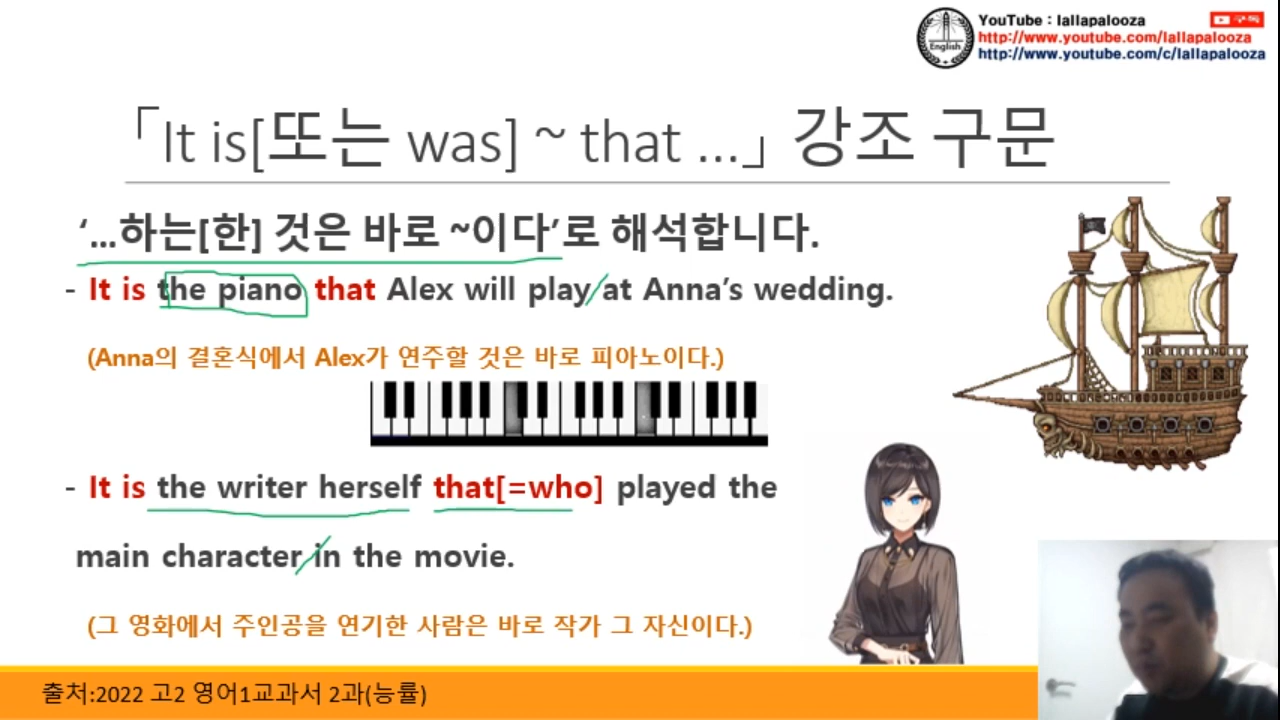 YouTube : lallapalooza
구독
http://www.youtube.com/lallapalooza
http://www.youtube.com/c/lallapalooza
English
「It is[또는 was] ~ that ...」 강조 구문
‘...하는[한] 것은 바로 ~이다’로 해석합니다.
- It is the piano that Alex will play at Anna’s wedding.
(Anna의 결혼식에서 Alex가 연주할 것은 바로 피아노이다.)
- It is the writer herself that[=who] played the
main character in the movie.
(그 영화에서 주인공을 연기한 사람은 바로 작가 그 자신이다.)
출처:2022 고2 영어1교과서 2과(능률)